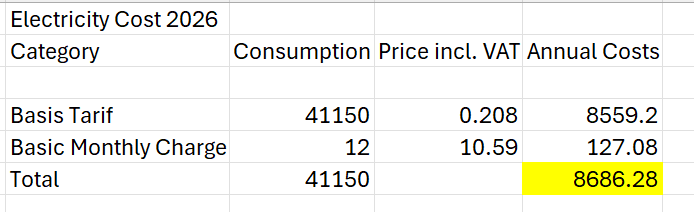 Electricity Cost 2026
Category Consumption Price incl. VAT Annual Costs
Basis Tarif 41150 0.208 8559.2
Basic Monthly Charge 12 10.59 127.08
Total 41150 8686.28